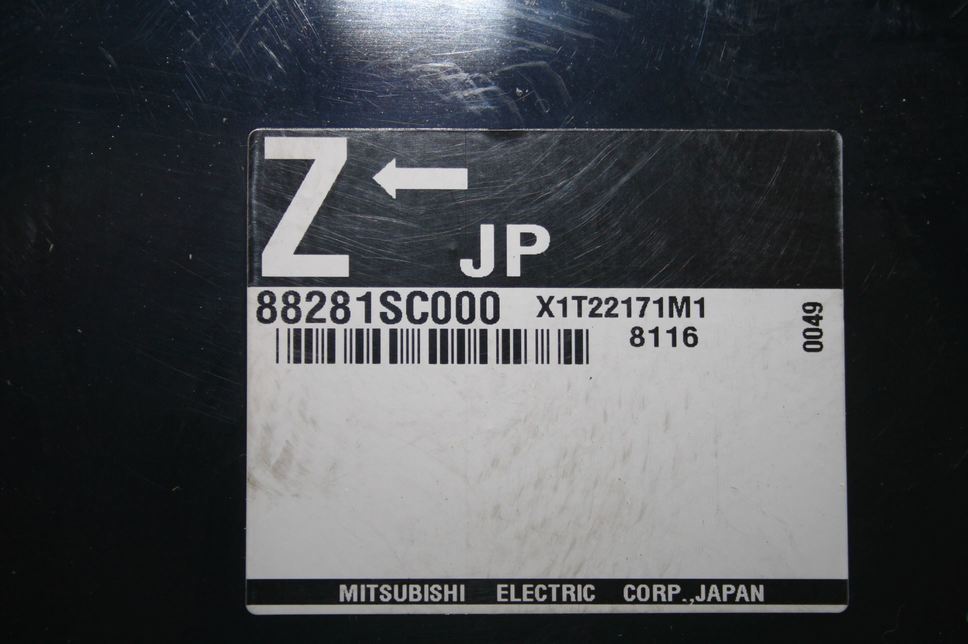 Z
JP
88281SC000 X1T22171M1
8116
0049
MITSUBISHI ELECTRIC CORP.,JAPAN